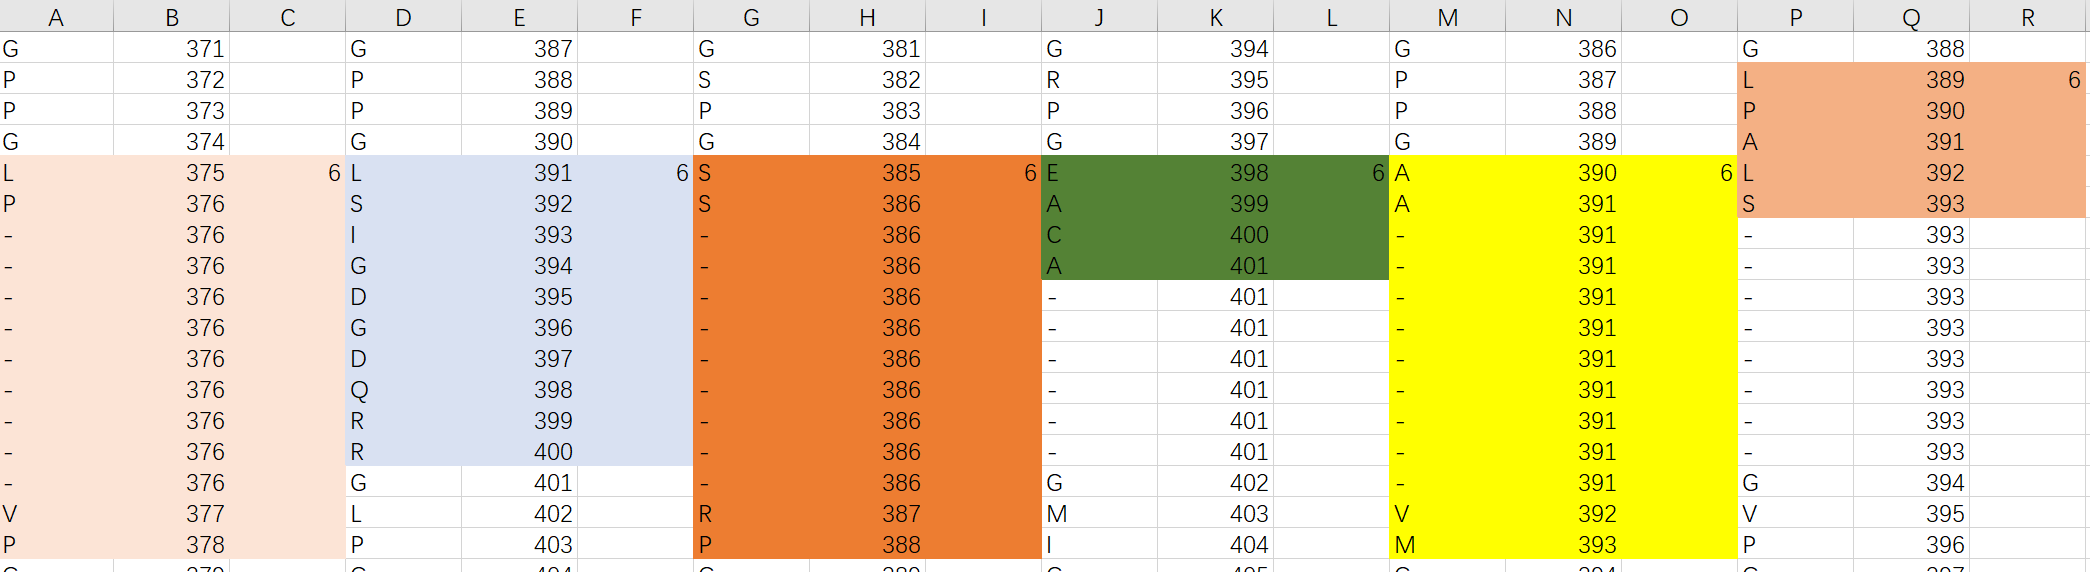 A B C D E F G H I J K L M N O P Q R
G 371 G 387 G 381 G 394 G 386 G 388
P 372 P 388 S 382 R 395 P 387 L 389 6
P 373 P 389 P 383 P 396 P 388 P 390
G 374 G 390 G 384 G 397 G 389 A 391
L 375 6 L 391 6 S 385 6 E 398 6 A 390 6 L 392
P 376 S 392 S 386 A 399 A 391 S 393
- 376 I 393 - 386 C 400 - 391 - 393
- 376 G 394 - 386 A 401 - 391 - 393
- 376 D 395 - 386 - 401 - 391 - 393
- 376 G 396 - 386 - 401 - 391 - 393
- 376 D 397 - 386 - 401 - 391 - 393
- 376 Q 398 - 386 - 401 - 391 - 393
- 376 R 399 - 386 - 401 - 391 - 393
- 376 R 400 - 386 - 401 - 391 - 393
- 376 G 401 - 386 G 402 - 391 G 394
V 377 L 402 R 387 M 403 V 392 V 395
P 378 P 403 P 388 I 404 M 393 P 396